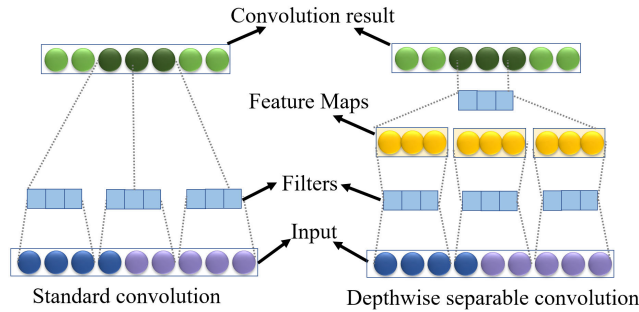 Convolution result
Feature Maps
Filters
Input
Standard convolution
Depthwise separable convolution